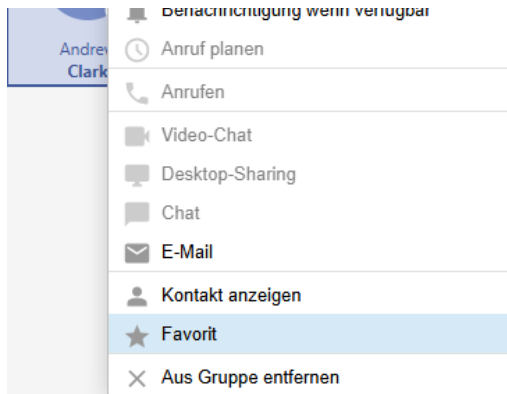 Benachrichtigung wenn verfügbar
Andrew
Clark
Anruf planen
Anrufen
Video-Chat
Desktop-Sharing
Chat
E-Mail
Kontakt anzeigen
Favorit
Aus Gruppe entfernen